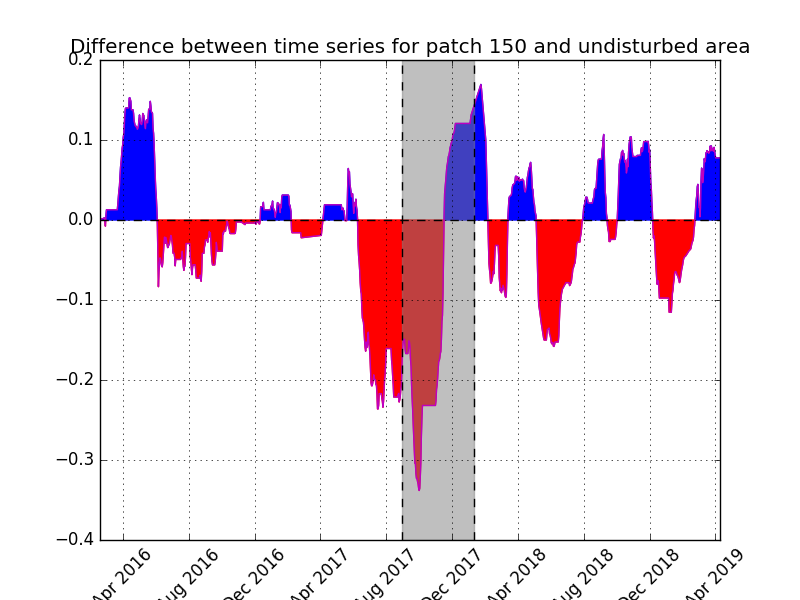 Difference between time series for patch 150 and undisturbed area
0.2
0.1
0.0
−0.1
−0.2
−0.3
−0.4
Apr 2016
Aug 2016
Dec 2016
Apr 2017
Aug 2017
Dec 2017
Apr 2018
Aug 2018
Dec 2018
Apr 2019